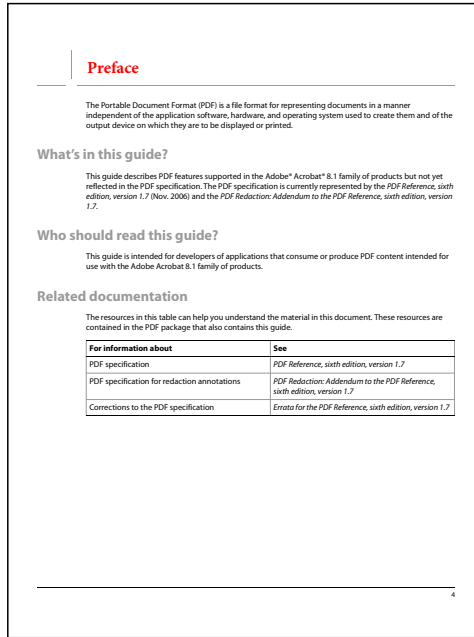 Preface
The Portable Document Format (PDF) is a file format for representing documents in a manner
independent of the application software, hardware, and operating system used to create them and of the
output device on which they are to be displayed or printed.
What's in this guide?
This guide describes PDF features supported in the Adobe® Acrobat® 8.1 family of products but not yet
reflected in the PDF specification. The PDF specification is currently represented by the PDF Reference, sixth
edition, version 1.7 (Nov. 2006) and the PDF Redaction: Addendum to the PDF Reference, sixth edition, version
1.7.
Who should read this guide?
This guide is intended for developers of applications that consume or produce PDF content intended for
use with the Adobe Acrobat 8.1 family of products.
Related documentation
The resources in this table can help you understand the material in this document. These resources are
contained in the PDF package that also contains this guide.
For information about See
PDF specification PDF Reference, sixth edition, version 1.7
PDF specification for redaction annotations PDF Redaction: Addendum to the PDF Reference,
sixth edition, version 1.7
Corrections to the PDF specification Errata for the PDF Reference, sixth edition, version 1.7
4